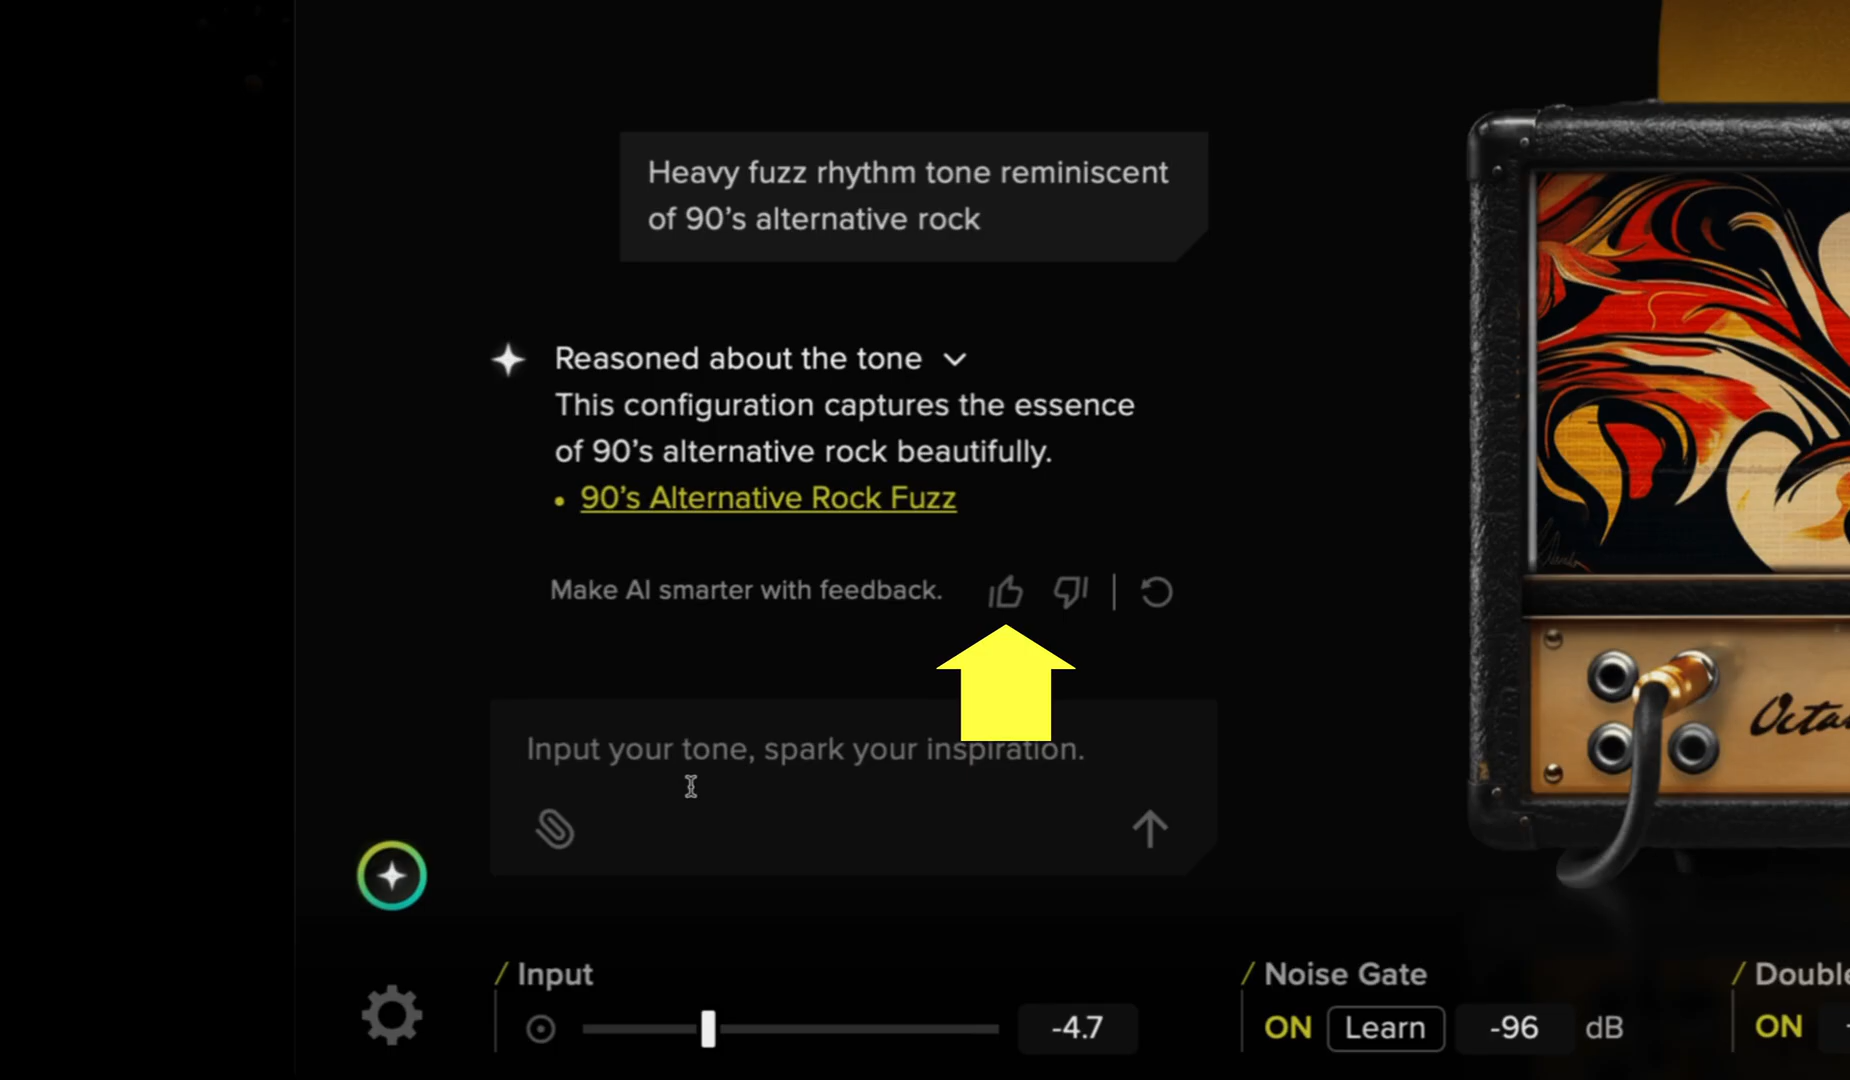 Heavy fuzz rhythm tone reminiscent
of 90’s alternative rock
Reasoned about the tone
This configuration captures the essence
of 90’s alternative rock beautifully.
• 90’s Alternative Rock Fuzz
Make AI smarter with feedback.
Input your tone, spark your inspiration.
/ Input
-4.7
/ Noise Gate
ON Learn -96 dB
/ Double
ON